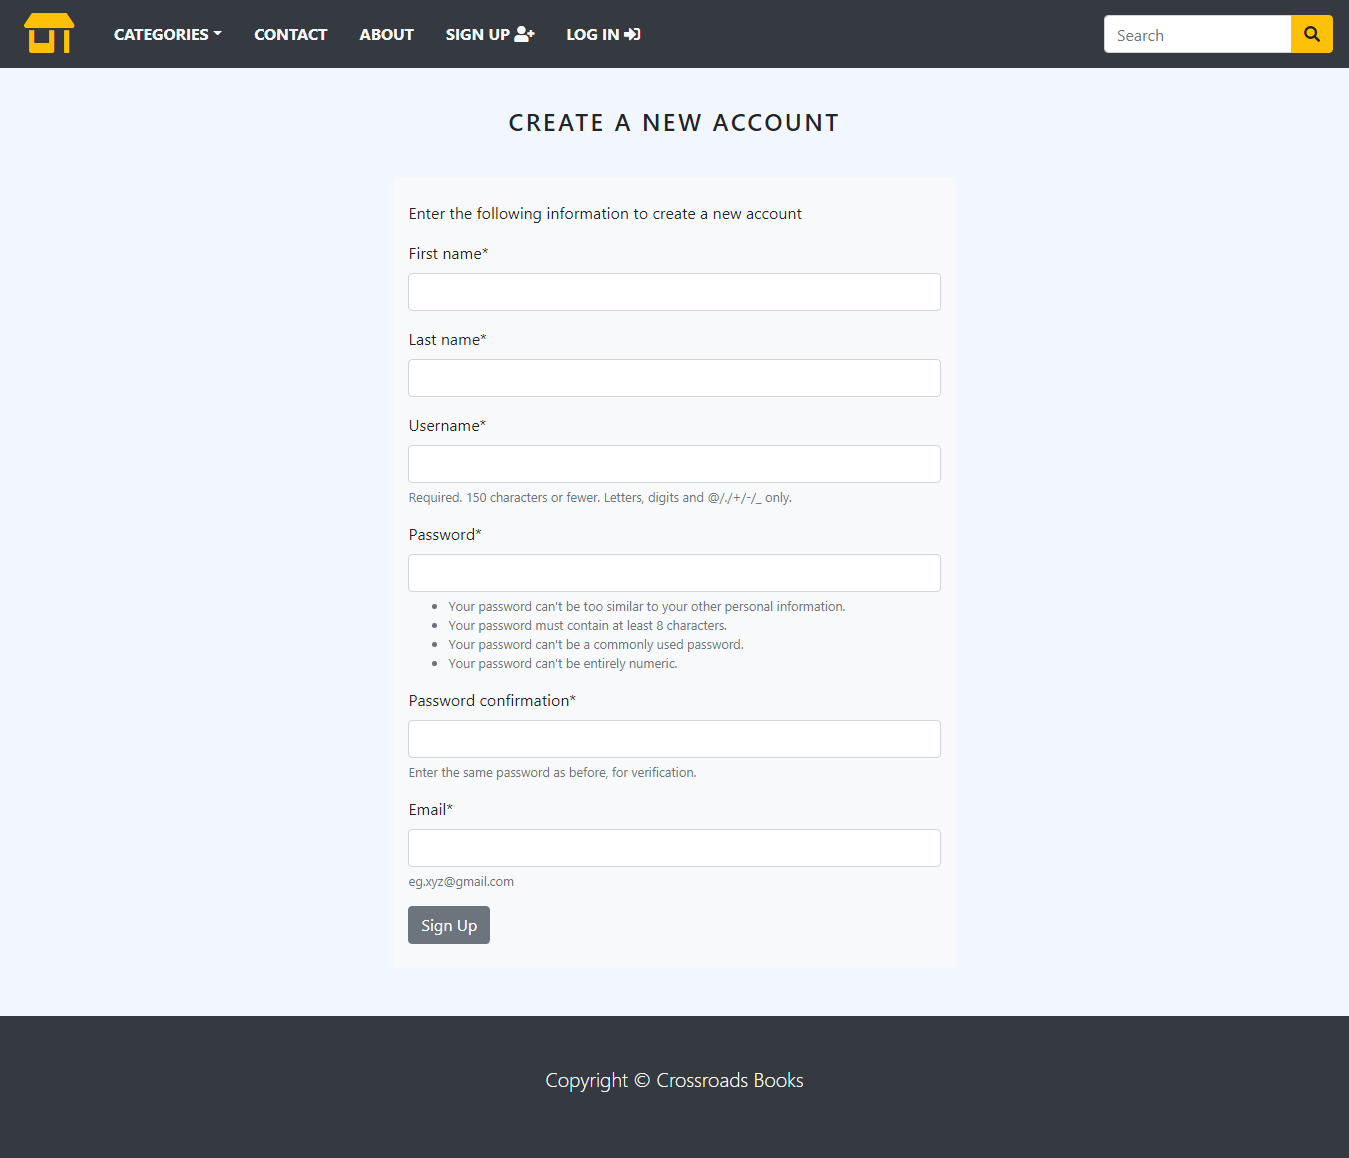 CATEGORIES CONTACT ABOUT SIGN UP LOG IN Search
CREATE A NEW ACCOUNT
Enter the following information to create a new account
First name*
Last name*
Username*
Required. 150 characters or fewer. Letters, digits and @/./+/-/_ only.
Password*
Your password can't be too similar to your other personal information.
Your password must contain at least 8 characters.
Your password can't be a commonly used password.
Your password can't be entirely numeric.
Password confirmation*
Enter the same password as before, for verification.
Email*
eg.xyz@gmail.com
Sign Up
Copyright © Crossroads Books